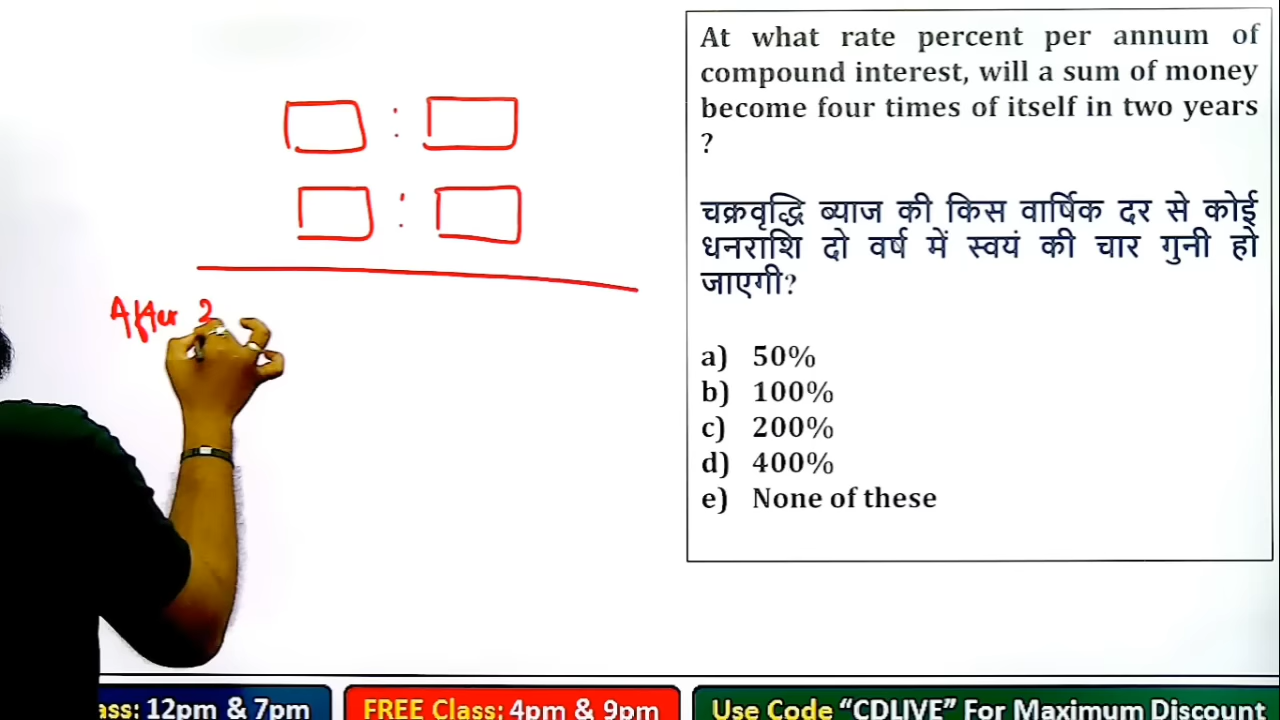 At what rate percent per annum of
compound interest, will a sum of money
become four times of itself in two years
?
चक्रवृद्धि ब्याज की किस वार्षिक दर से कोई
धनराशि दो वर्ष में स्वयं की चार गुनी हो
जाएगी?
a) 50%
b) 100%
c) 200%
d) 400%
e) None of these
: 
:
After 2
ass: 12pm & 7pm
FREE Class: 4pm & 9pm
Use Code “CDLIVE” For Maximum Discount